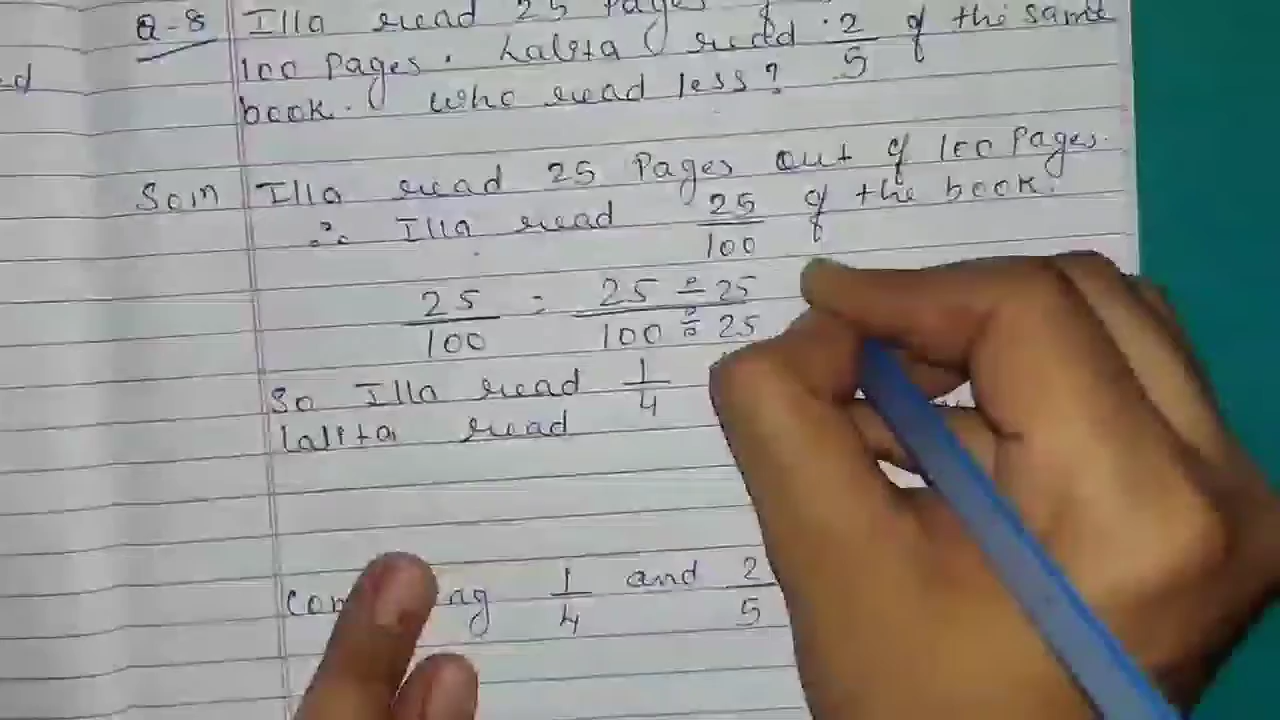 ed
Q-8 Illa read 25 Pages
100 Pages. Lalita read 2/5 of the same
book. Who read less?
Soln Illa read 25 Pages out of 100 Pages.
∴ Illa read 25/100 of the book.
25/100 = 25 ÷ 25/100 ÷ 25
So Illa read 1/4
lalita read
1/4 and 2/5